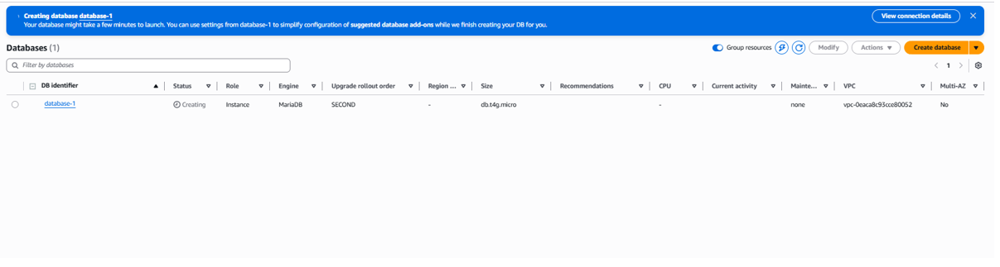 Creating database database-1
View connection details
Your database might take a few minutes to launch. You can use settings from database-1 to simplify configuration of suggested database add-ons while we finish creating your DB for you.
Databases (1)
Group resources
Modify
Actions
Create database
Filter by databases
1
DB identifier Status Role Engine Upgrade rollout order Region ... Size Recommendations CPU Current activity Mainte... VPC Multi-AZ
database-1 Creating Instance MariaDB SECOND - db.t4g.micro - none vpc-0eaca8c93cce80052 No